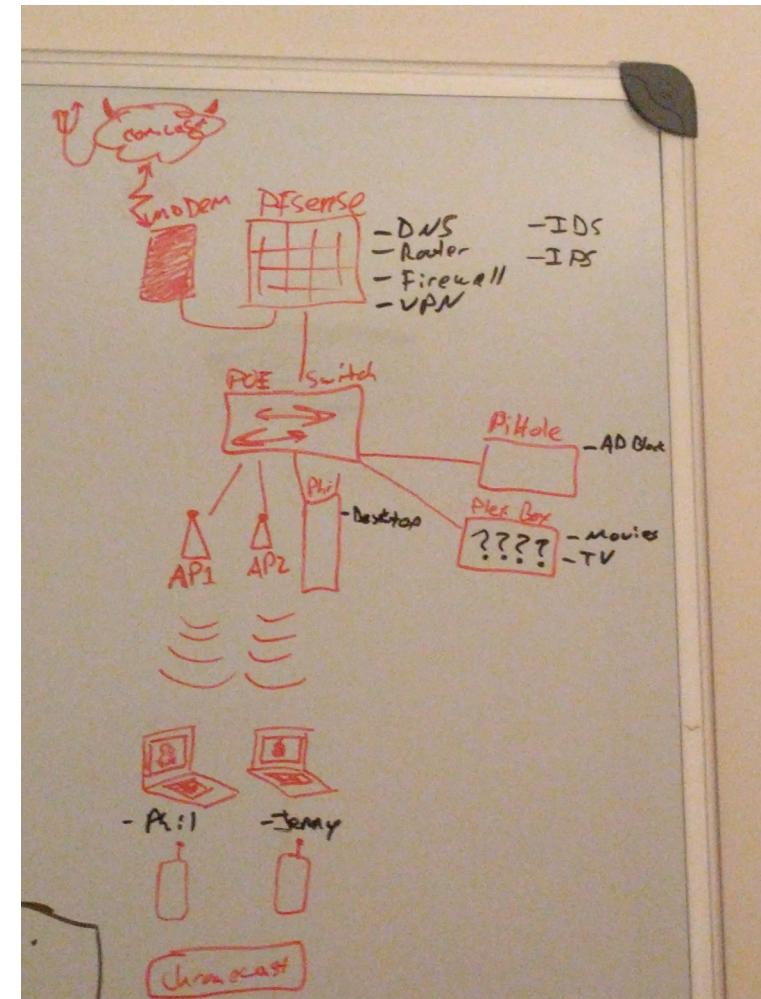 comcast
MODEM
PFsense
- DNS
- Router
- Firewall
- VPN
- IDS
- IPS
POE Switch
PiHole
- AD Block
Phil
- Desktop
Plex Box
????
- Movies
- TV
AP1
AP2
- Phil
- Jenny
Chromecast